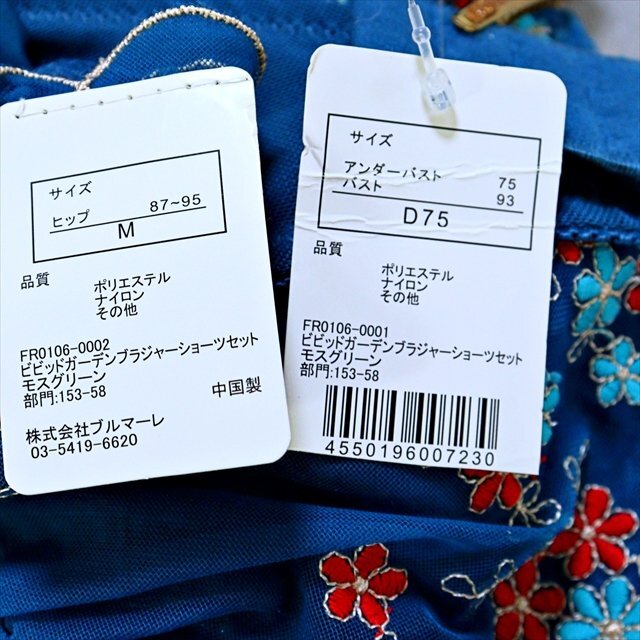 サイズ
ヒップ 87~95
M
品質
ポリエステル
ナイロン
その他
FR0106-0002
ビビッドガーデンブラジャーショーツセット
モスグリーン
部門:153-58
中国製
株式会社ブルマーレ
03-5419-6620
サイズ
アンダーバスト 75
バスト 93
D75
品質
ポリエステル
ナイロン
その他
FR0106-0001
ビビッドガーデンブラジャーショーツセット
モスグリーン
部門:153-58
4550196007230